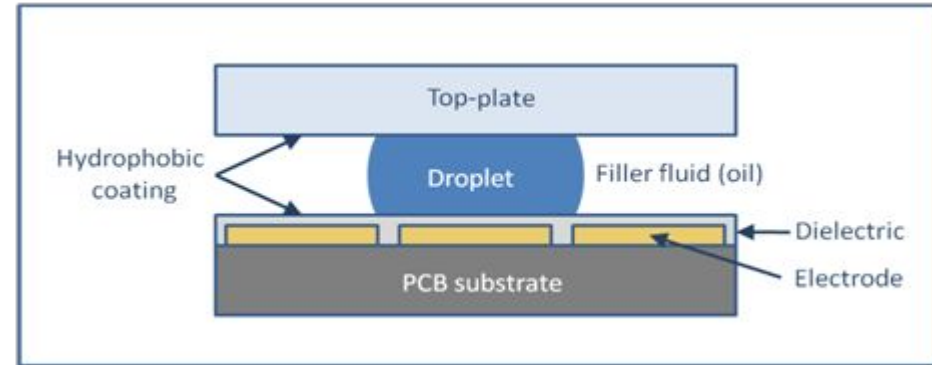 Top-plate
Hydrophobic
coating
Droplet
Filler fluid (oil)
Dielectric
Electrode
PCB substrate